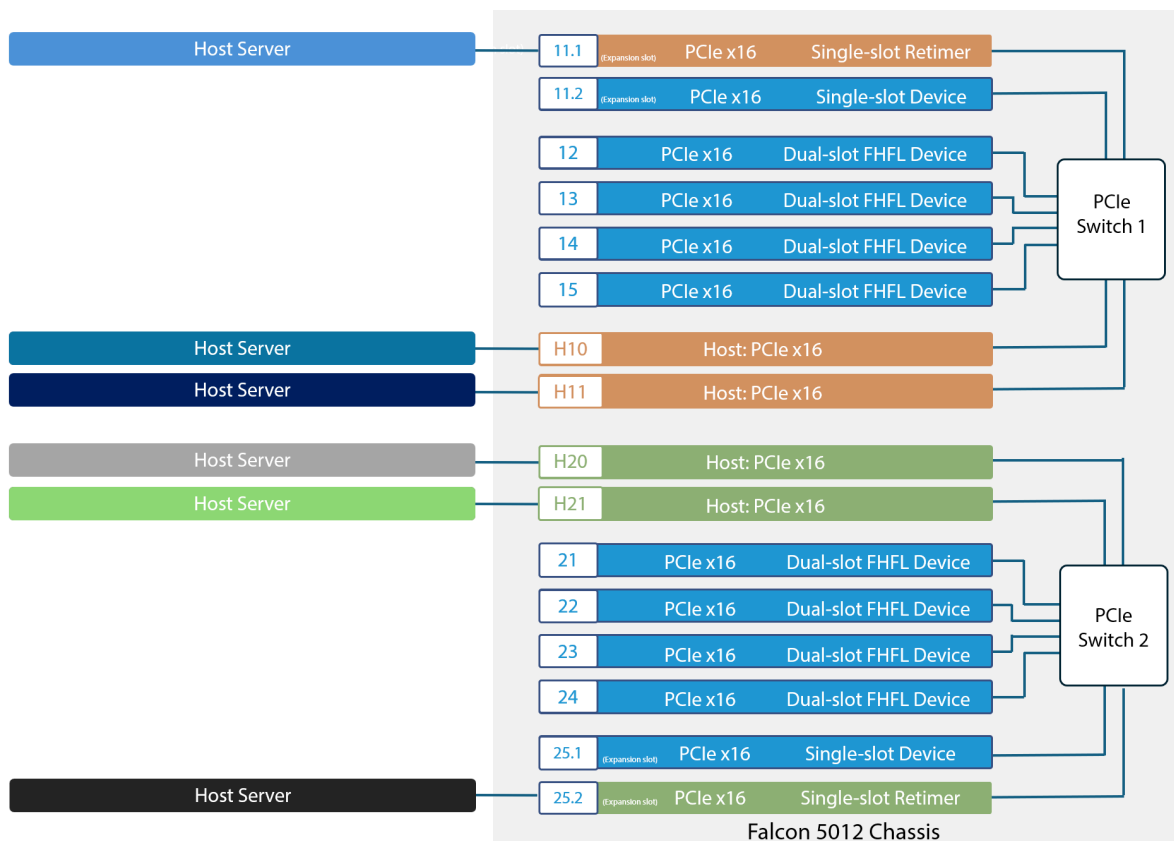 Host Server
11.1 (Expansion slot) PCIe x16 Single-slot Retimer
11.2 (Expansion slot) PCIe x16 Single-slot Device
12 PCIe x16 Dual-slot FHFL Device
13 PCIe x16 Dual-slot FHFL Device
PCIe
Switch 1
14 PCIe x16 Dual-slot FHFL Device
15 PCIe x16 Dual-slot FHFL Device
Host Server H10 Host: PCIe x16
Host Server H11 Host: PCIe x16
Host Server H20 Host: PCIe x16
Host Server H21 Host: PCIe x16
21 PCIe x16 Dual-slot FHFL Device
22 PCIe x16 Dual-slot FHFL Device
PCIe
Switch 2
23 PCIe x16 Dual-slot FHFL Device
24 PCIe x16 Dual-slot FHFL Device
25.1 (Expansion slot) PCIe x16 Single-slot Device
Host Server 25.2 (Expansion slot) PCIe x16 Single-slot Retimer
Falcon 5012 Chassis